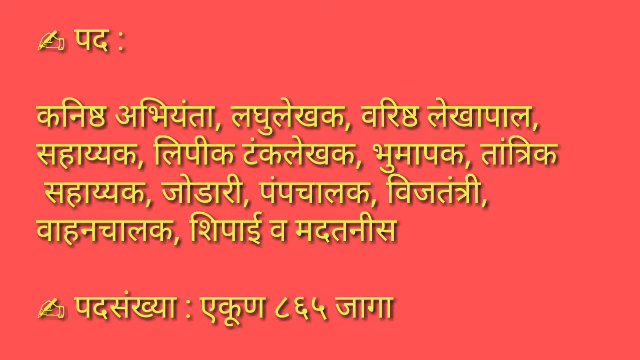 ✍ पद :
कनिष्ठ अभियंता, लघुलेखक, वरिष्ठ लेखापाल,
सहाय्यक, लिपीक टंकलेखक, भुमापक, तांत्रिक
सहाय्यक, जोडारी, पंपचालक, विजतंत्री,
वाहनचालक, शिपाई व मदतनीस
✍ पदसंख्या : एकूण ८६५ जागा